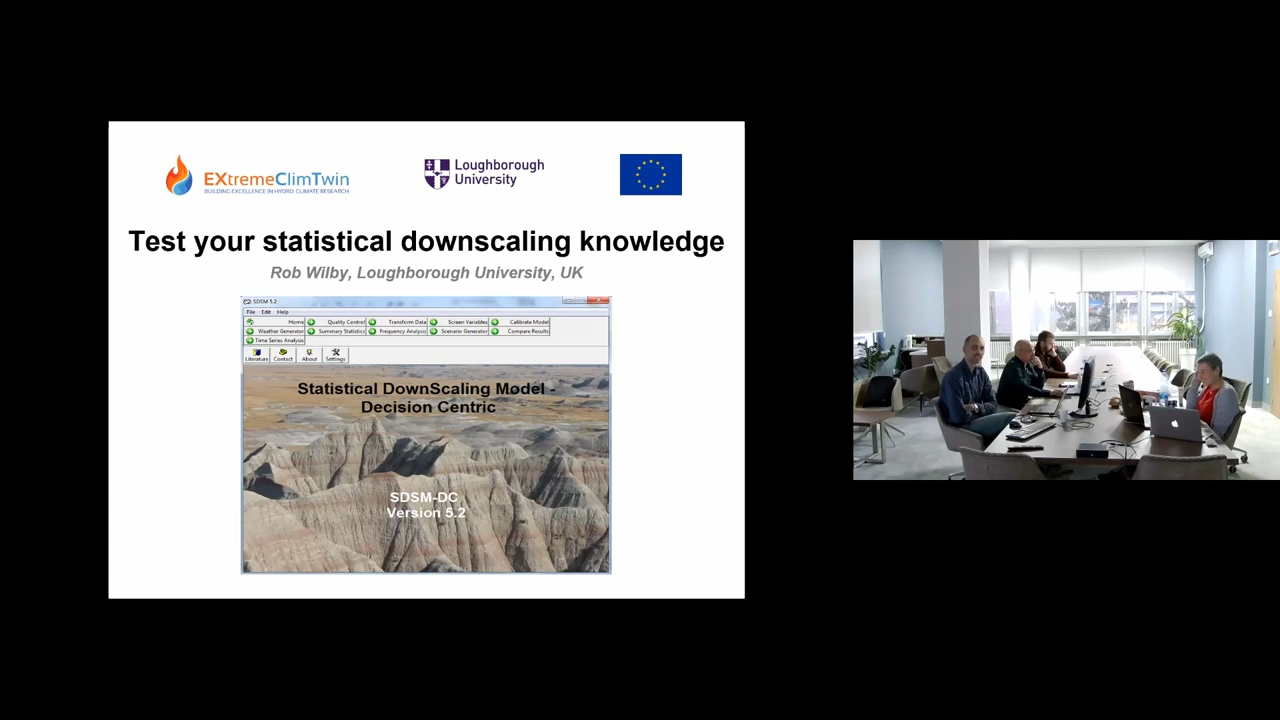 EXtremeClimTwin
BUILDING EXCELLENCE IN HYDRO CLIMATE RESEARCH
Loughborough
University
Test your statistical downscaling knowledge
Rob Wilby, Loughborough University, UK
SDSM 5.2
File Edit Help
Home Quality Control Transform Data Screen Variables Calibrate Model
Weather Generator Summary Statistics Frequency Analysis Scenario Generator Compare Results
Time Series Analysis
Literature Contact About Settings
Statistical DownScaling Model -
Decision Centric
SDSM-DC
Version 5.2